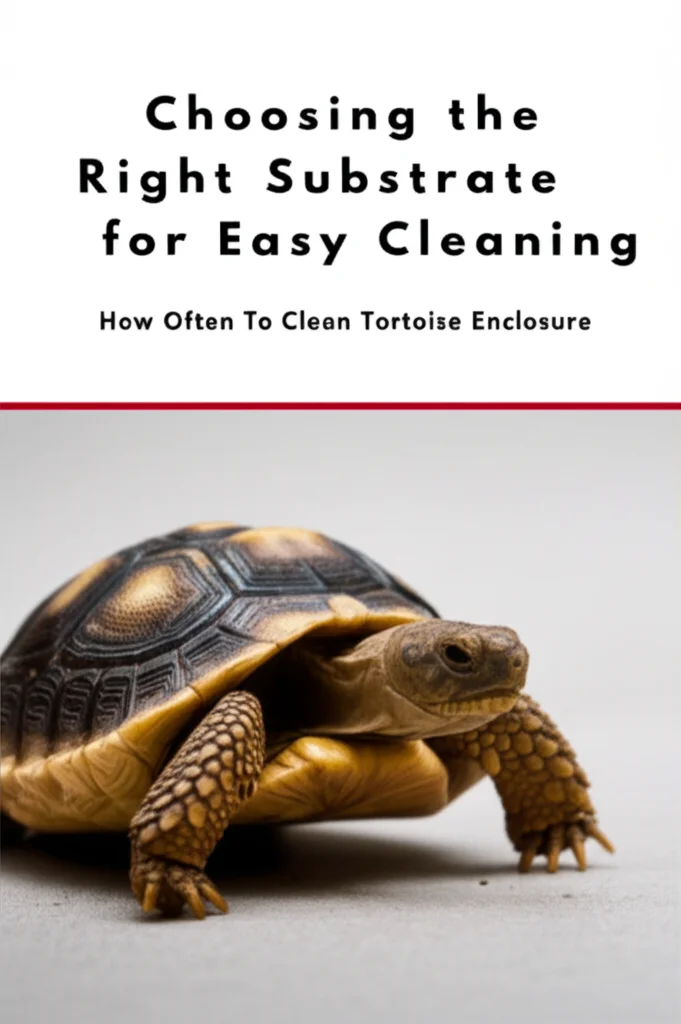 Choosing the
Right Substrate
for Easy Cleaning
How Often To Clean Tortoise Enclosure